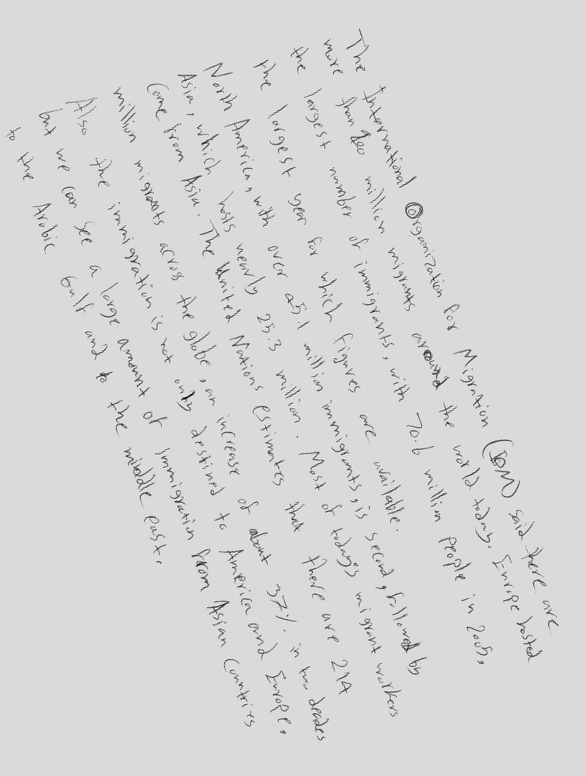 The International Organization for Migration (IOM) said there are
more than 200 million migrants around the world today. Europe hosted
the largest number of immigrants, with 70.6 million people in 2005,
the largest year for which figures are available.
North America, with over 45.1 million immigrants, is second, followed by
Asia, which hosts nearly 25.3 million. Most of todays migrant workers
come from Asia. The United Nations estimates that there are 214
million migrants across the globe, an increase of about 37% in two decades
Also the immigration is not only destined to America and Europe,
but we can see a large amount of Immigration from Asian Countries
to the Arabic Gulf and to the middle east.